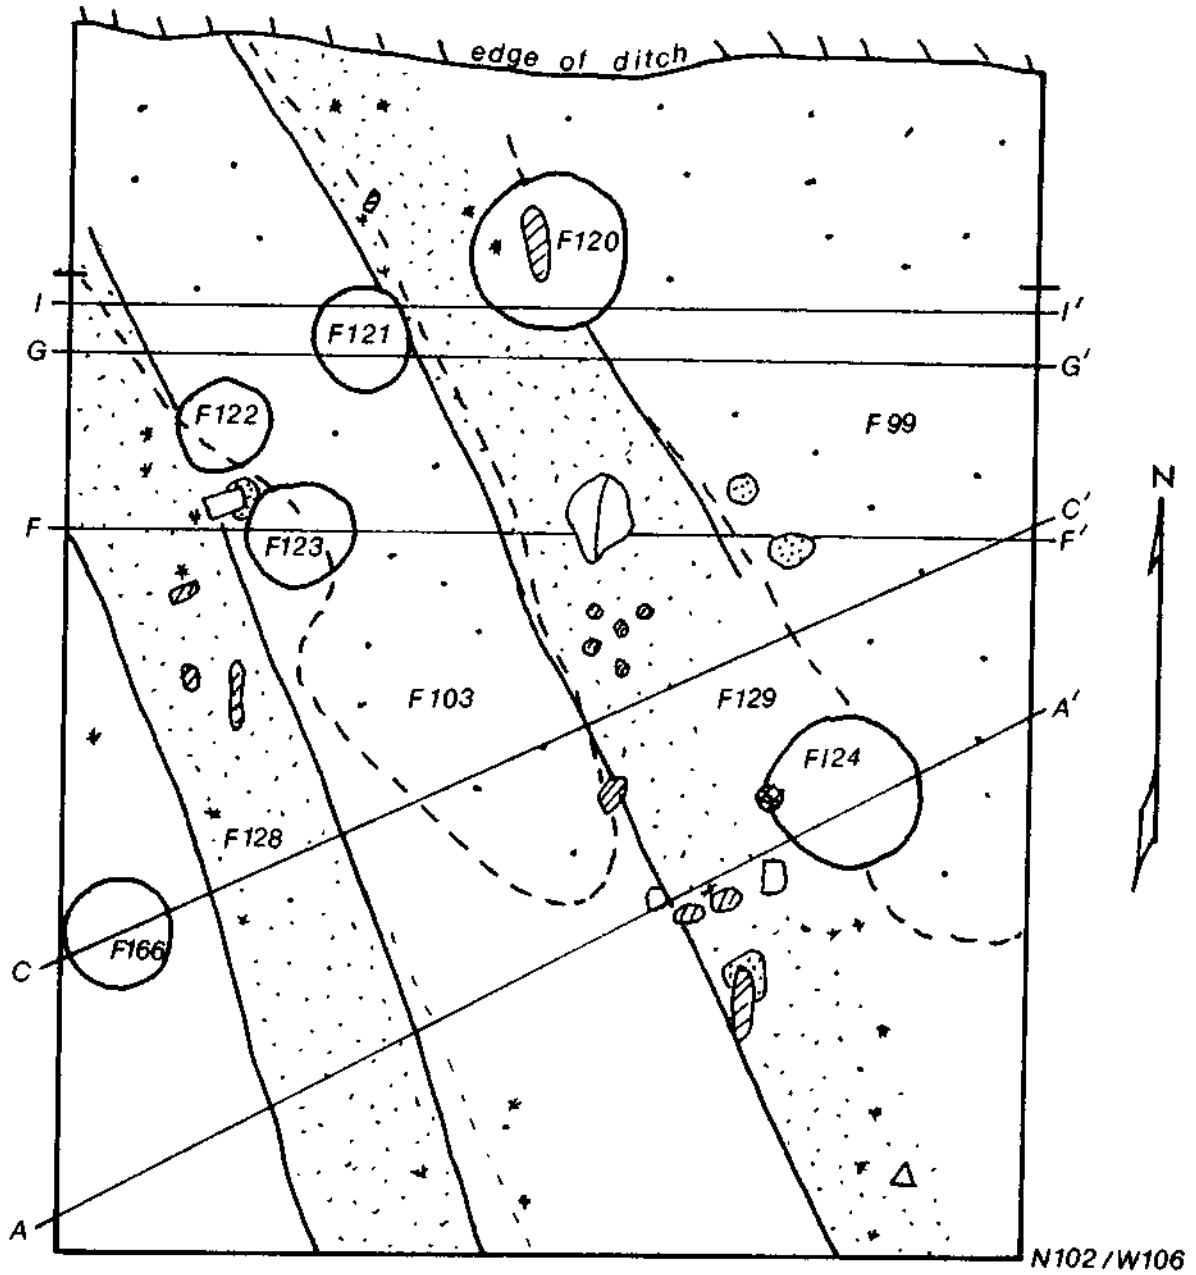 edge of ditch
F120
I I'
F121
G G'
F122
F99
N
C'
F F'
F123
F103
F129
A'
F124
F128
F166
C
A
N102/W106